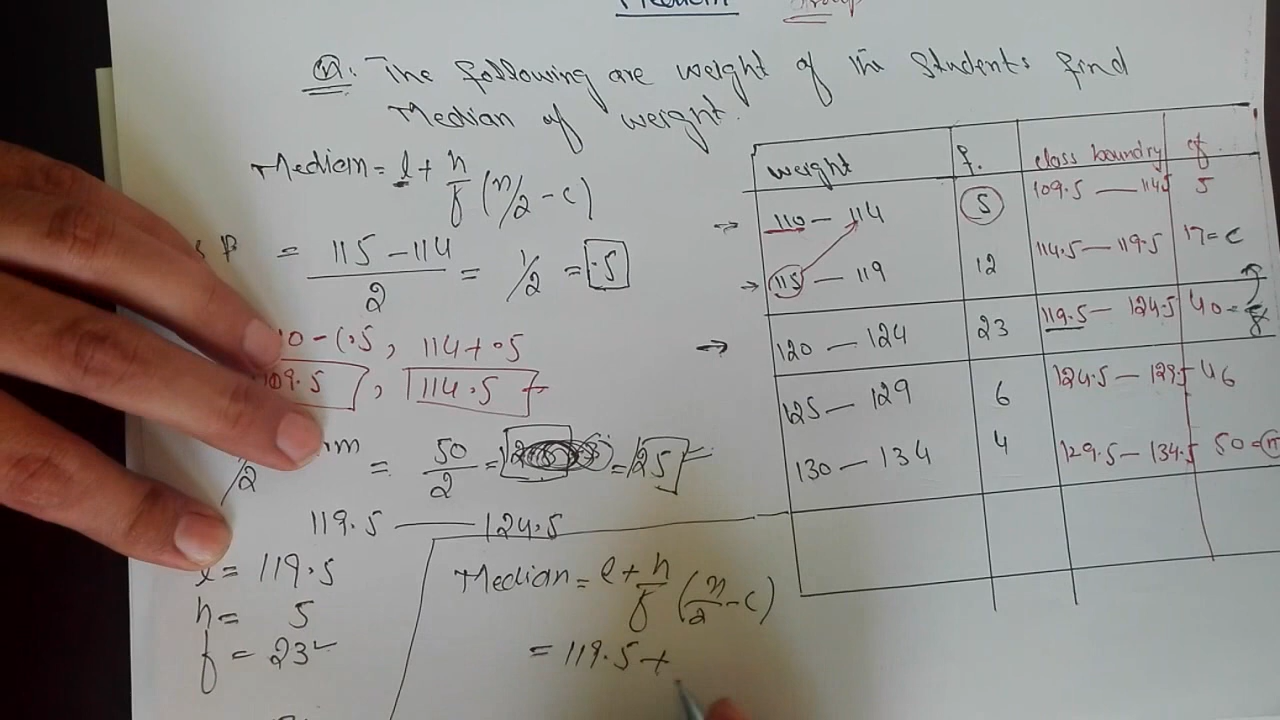 Median Group
Q. The following are weight of the students find
Median of weight.
Median = l + h/f (n/2 - c)
= 115 - 114 / 2 = 1/2 = .5
10 - (.5, 114 + .5
109.5, 114.5
50/2 = = 25
119.5 — 124.5
l = 119.5
h = 5
f = 23
Median = l + h/f (n/2 - c)
= 119.5 +
weight f. class boundry cf.
110 — 114 5 109.5 — 114.5 5
115 — 119 12 114.5 — 119.5 17 = c
120 — 124 23 119.5 — 124.5 40 =
125 — 129 6 124.5 — 129.5 46
130 — 134 4 129.5 — 134.5 50 = n